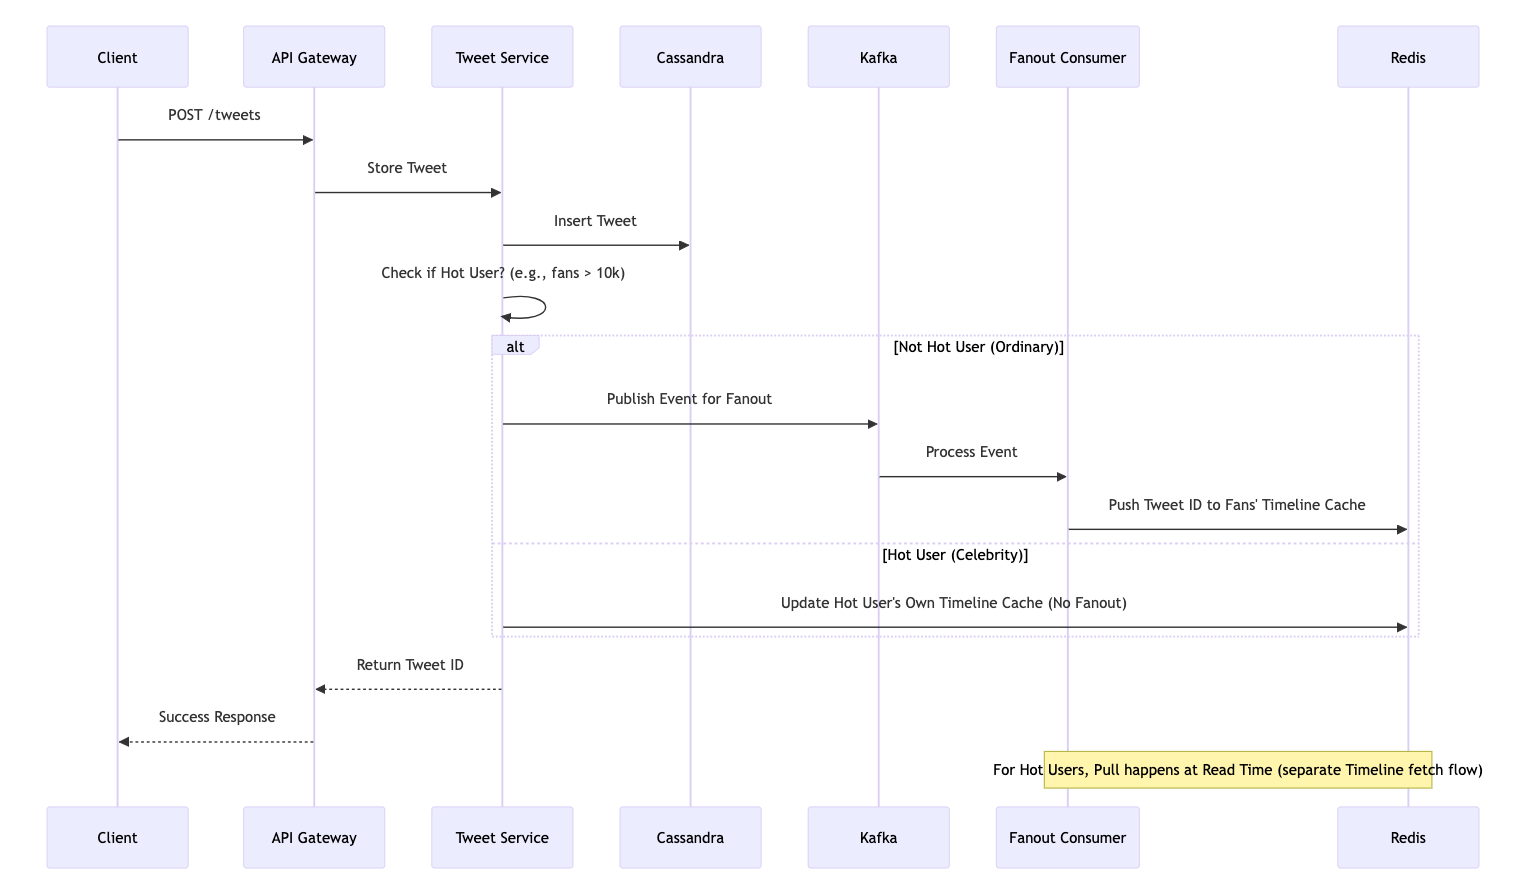 Client
API Gateway
Tweet Service
Cassandra
Kafka
Fanout Consumer
Redis
POST /tweets
Store Tweet
Insert Tweet
Check if Hot User? (e.g., fans > 10k)
alt
[Not Hot User (Ordinary)]
Publish Event for Fanout
Process Event
Push Tweet ID to Fans' Timeline Cache
[Hot User (Celebrity)]
Update Hot User's Own Timeline Cache (No Fanout)
Return Tweet ID
Success Response
For Hot Users, Pull happens at Read Time (separate Timeline fetch flow)
Client
API Gateway
Tweet Service
Cassandra
Kafka
Fanout Consumer
Redis